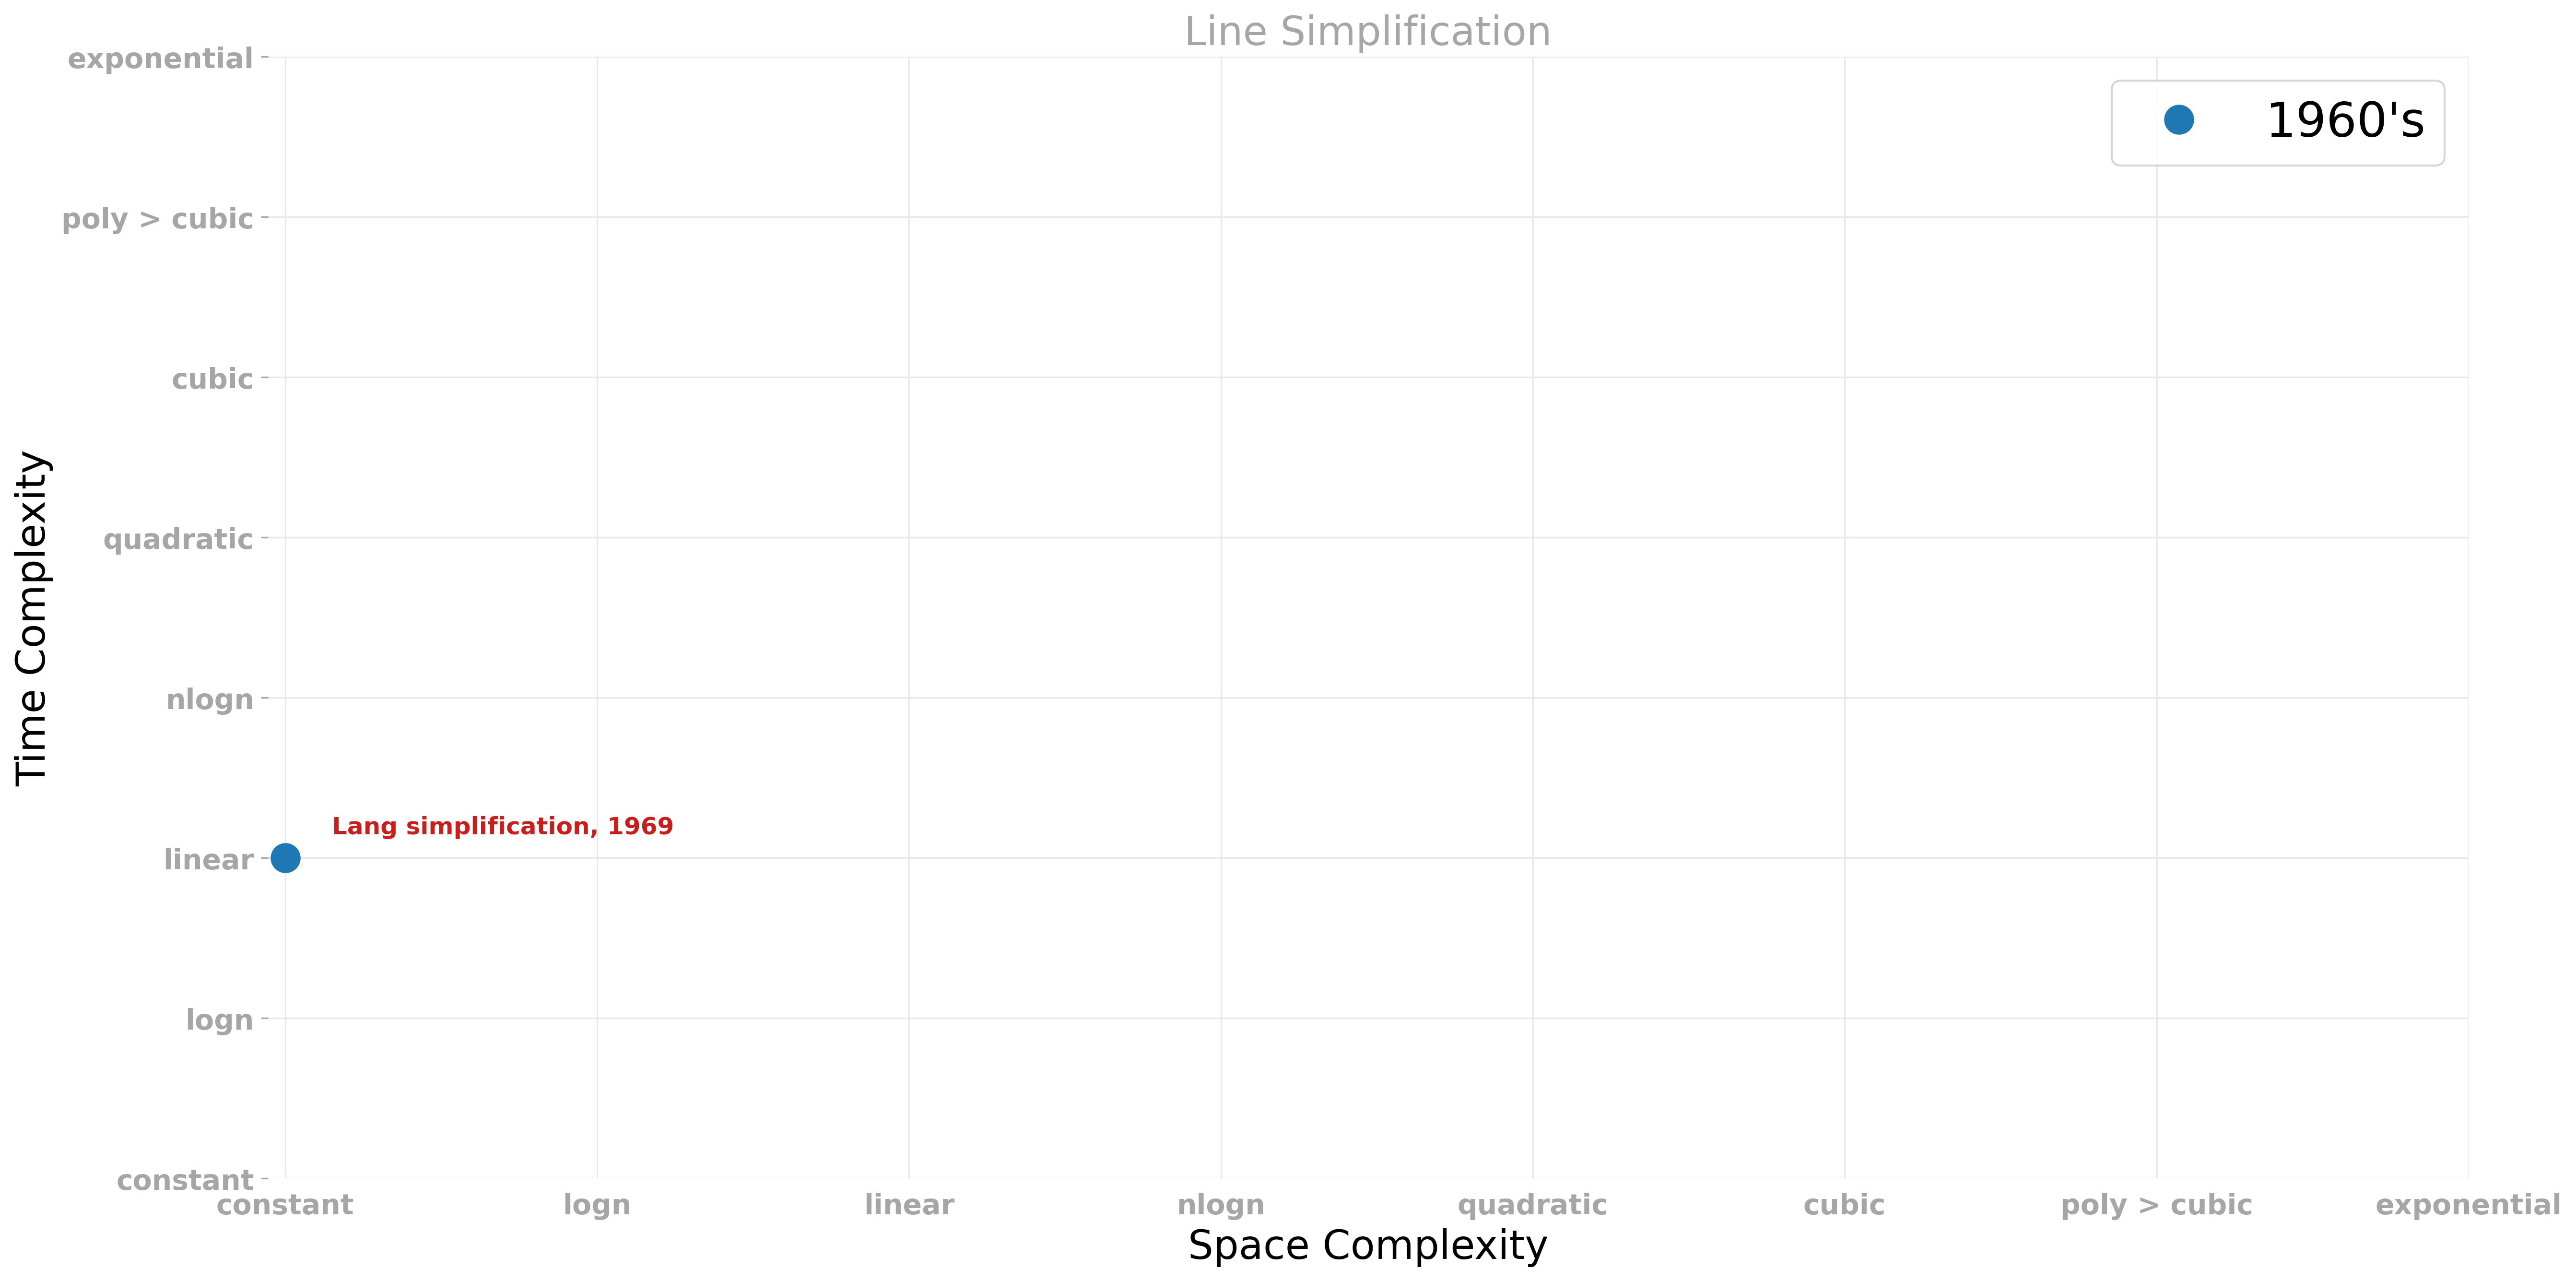 Line Simplification
exponential
poly > cubic
cubic
quadratic
nlogn
linear
logn
constant
Time Complexity
1960's
Lang simplification, 1969
constant
logn
linear
nlogn
quadratic
cubic
poly > cubic
exponential
Space Complexity